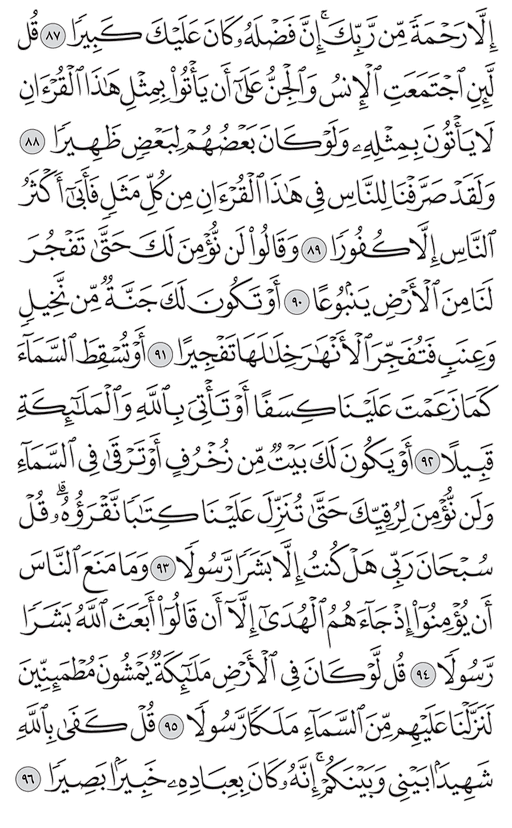 إِلَّا رَحْمَةً مِّن رَّبِّكَ ۚ إِنَّ فَضْلَهُۥ كَانَ عَلَيْكَ كَبِيرًا ٨٧ قُل
لَّئِنِ ٱجْتَمَعَتِ ٱلْإِنسُ وَٱلْجِنُّ عَلَىٰٓ أَن يَأْتُوا۟ بِمِثْلِ هَٰذَا ٱلْقُرْءَانِ
لَا يَأْتُونَ بِمِثْلِهِۦ وَلَوْ كَانَ بَعْضُهُمْ لِبَعْضٍ ظَهِيرًا ٨٨
وَلَقَدْ صَرَّفْنَا لِلنَّاسِ فِى هَٰذَا ٱلْقُرْءَانِ مِن كُلِّ مَثَلٍ فَأَبَىٰٓ أَكْثَرُ
ٱلنَّاسِ إِلَّا كُفُورًا ٨٩ وَقَالُوا۟ لَن نُّؤْمِنَ لَكَ حَتَّىٰ تَفْجُرَ
لَنَا مِنَ ٱلْأَرْضِ يَنۢبُوعًا ٩٠ أَوْ تَكُونَ لَكَ جَنَّةٌ مِّن نَّخِيلٍ
وَعِنَبٍ فَتُفَجِّرَ ٱلْأَنْهَٰرَ خِلَٰلَهَا تَفْجِيرًا ٩١ أَوْ تُسْقِطَ ٱلسَّمَآءَ
كَمَا زَعَمْتَ عَلَيْنَا كِسَفًا أَوْ تَأْتِىَ بِٱللَّهِ وَٱلْمَلَٰٓئِكَةِ
قَبِيلًا ٩٢ أَوْ يَكُونَ لَكَ بَيْتٌ مِّن زُخْرُفٍ أَوْ تَرْقَىٰ فِى ٱلسَّمَآءِ
وَلَن نُّؤْمِنَ لِرُقِيِّكَ حَتَّىٰ تُنَزِّلَ عَلَيْنَا كِتَٰبًا نَّقْرَؤُهُۥ ۗ قُلْ
سُبْحَانَ رَبِّى هَلْ كُنتُ إِلَّا بَشَرًا رَّسُولًا ٩٣ وَمَا مَنَعَ ٱلنَّاسَ
أَن يُؤْمِنُوٓا۟ إِذْ جَآءَهُمُ ٱلْهُدَىٰٓ إِلَّآ أَن قَالُوٓا۟ أَبَعَثَ ٱللَّهُ بَشَرًا
رَّسُولًا ٩٤ قُل لَّوْ كَانَ فِى ٱلْأَرْضِ مَلَٰٓئِكَةٌ يَمْشُونَ مُطْمَئِنِّينَ
لَنَزَّلْنَا عَلَيْهِم مِّنَ ٱلسَّمَآءِ مَلَكًا رَّسُولًا ٩٥ قُلْ كَفَىٰ بِٱللَّهِ
شَهِيدًۢا بَيْنِى وَبَيْنَكُمْ ۚ إِنَّهُۥ كَانَ بِعِبَادِهِۦ خَبِيرًۢا بَصِيرًا ٩٦